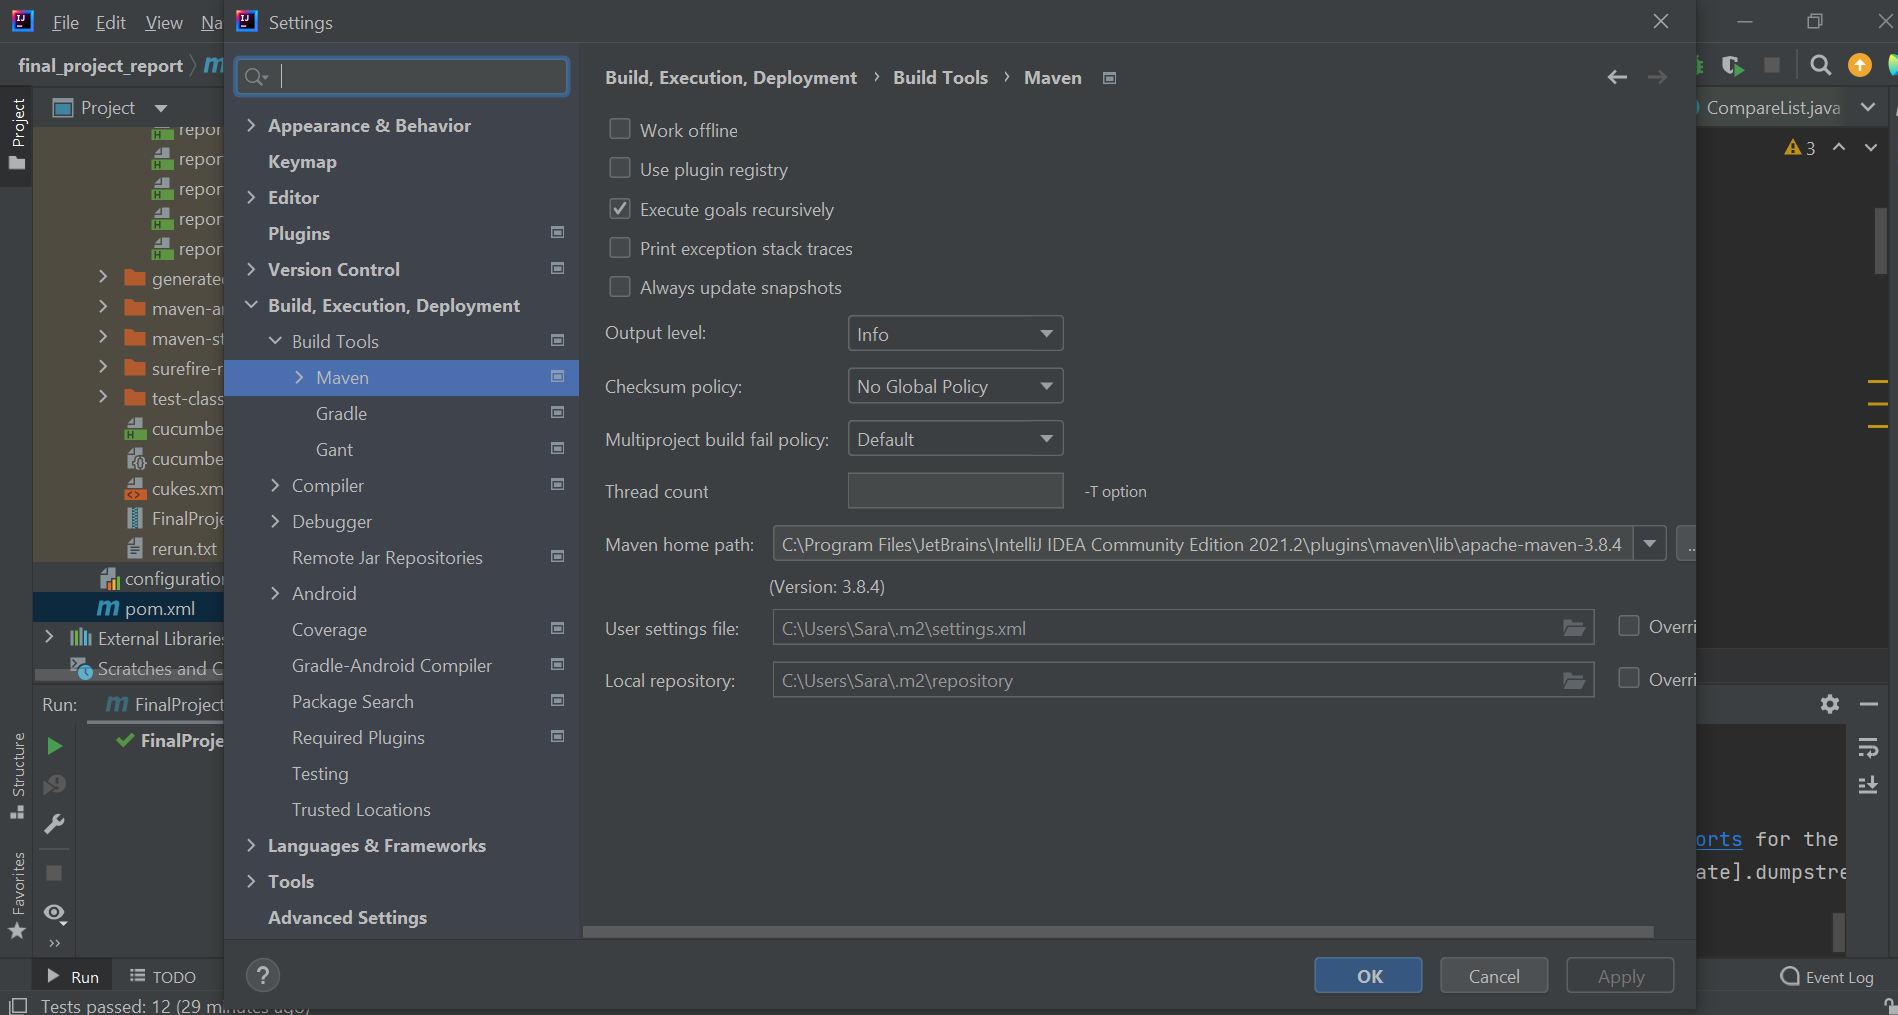 File Edit View Na
Settings
final_project_report
CompareList.java
3
Project
Project
repor
repor
repor
repor
repor
generated
maven-ar
maven-st
surefire-r
test-class
cucumbe
cucumbe
cukes.xm
FinalProje
rerun.txt
configuration
pom.xml
External Libraries
Scratches and C
Run: FinalProject
FinalProje
Structure
Favorites
Appearance & Behavior
Keymap
Editor
Plugins
Version Control
Build, Execution, Deployment
Build Tools
Maven
Gradle
Gant
Compiler
Debugger
Remote Jar Repositories
Android
Coverage
Gradle-Android Compiler
Package Search
Required Plugins
Testing
Trusted Locations
Languages & Frameworks
Tools
Advanced Settings
Build, Execution, Deployment › Build Tools › Maven
Work offline
Use plugin registry
Execute goals recursively
Print exception stack traces
Always update snapshots
Output level: Info
Checksum policy: No Global Policy
Multiproject build fail policy: Default
Thread count -T option
Maven home path: C:\Program Files\JetBrains\IntelliJ IDEA Community Edition 2021.2\plugins\maven\lib\apache-maven-3.8.4 ..
(Version: 3.8.4)
User settings file: C:\Users\Sara\.m2\settings.xml Overri
Local repository: C:\Users\Sara\.m2\repository Overri
orts for the
ate].dumpstre
? OK Cancel Apply
Run TODO
Event Log
Tests passed: 12 (29 minutes ago)